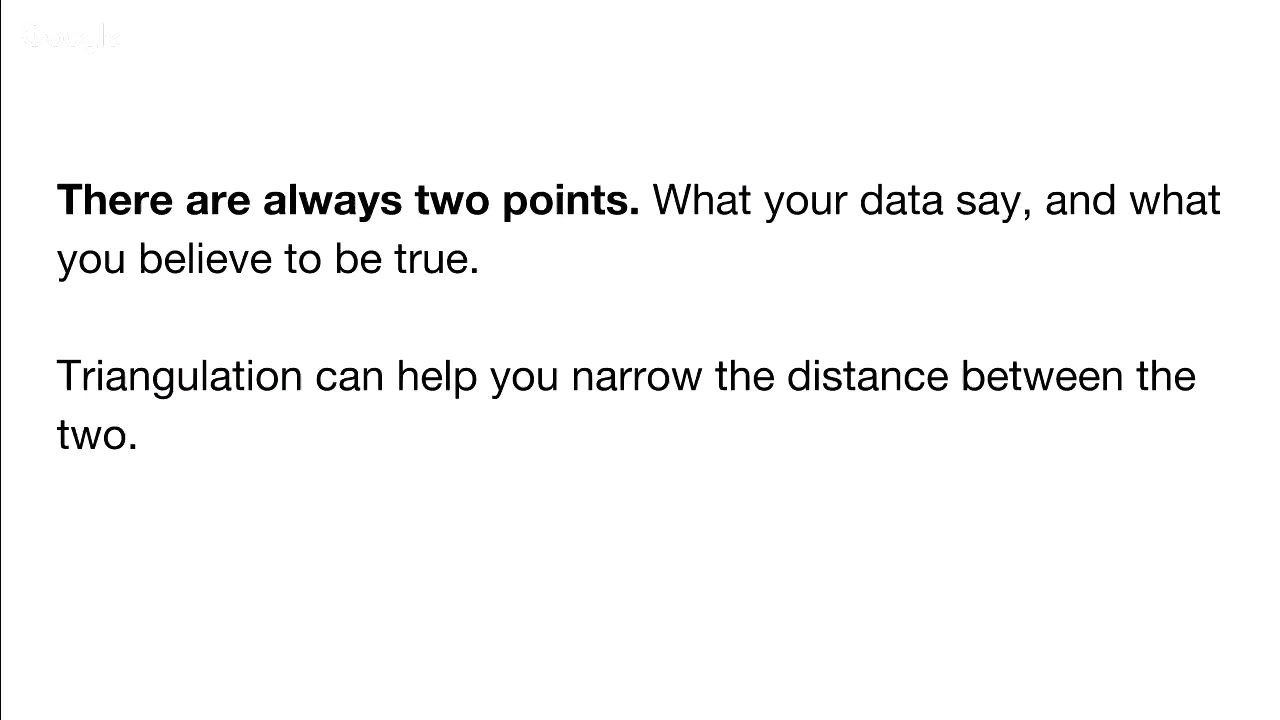 Google
There are always two points. What your data say, and what
you believe to be true.
Triangulation can help you narrow the distance between the
two.